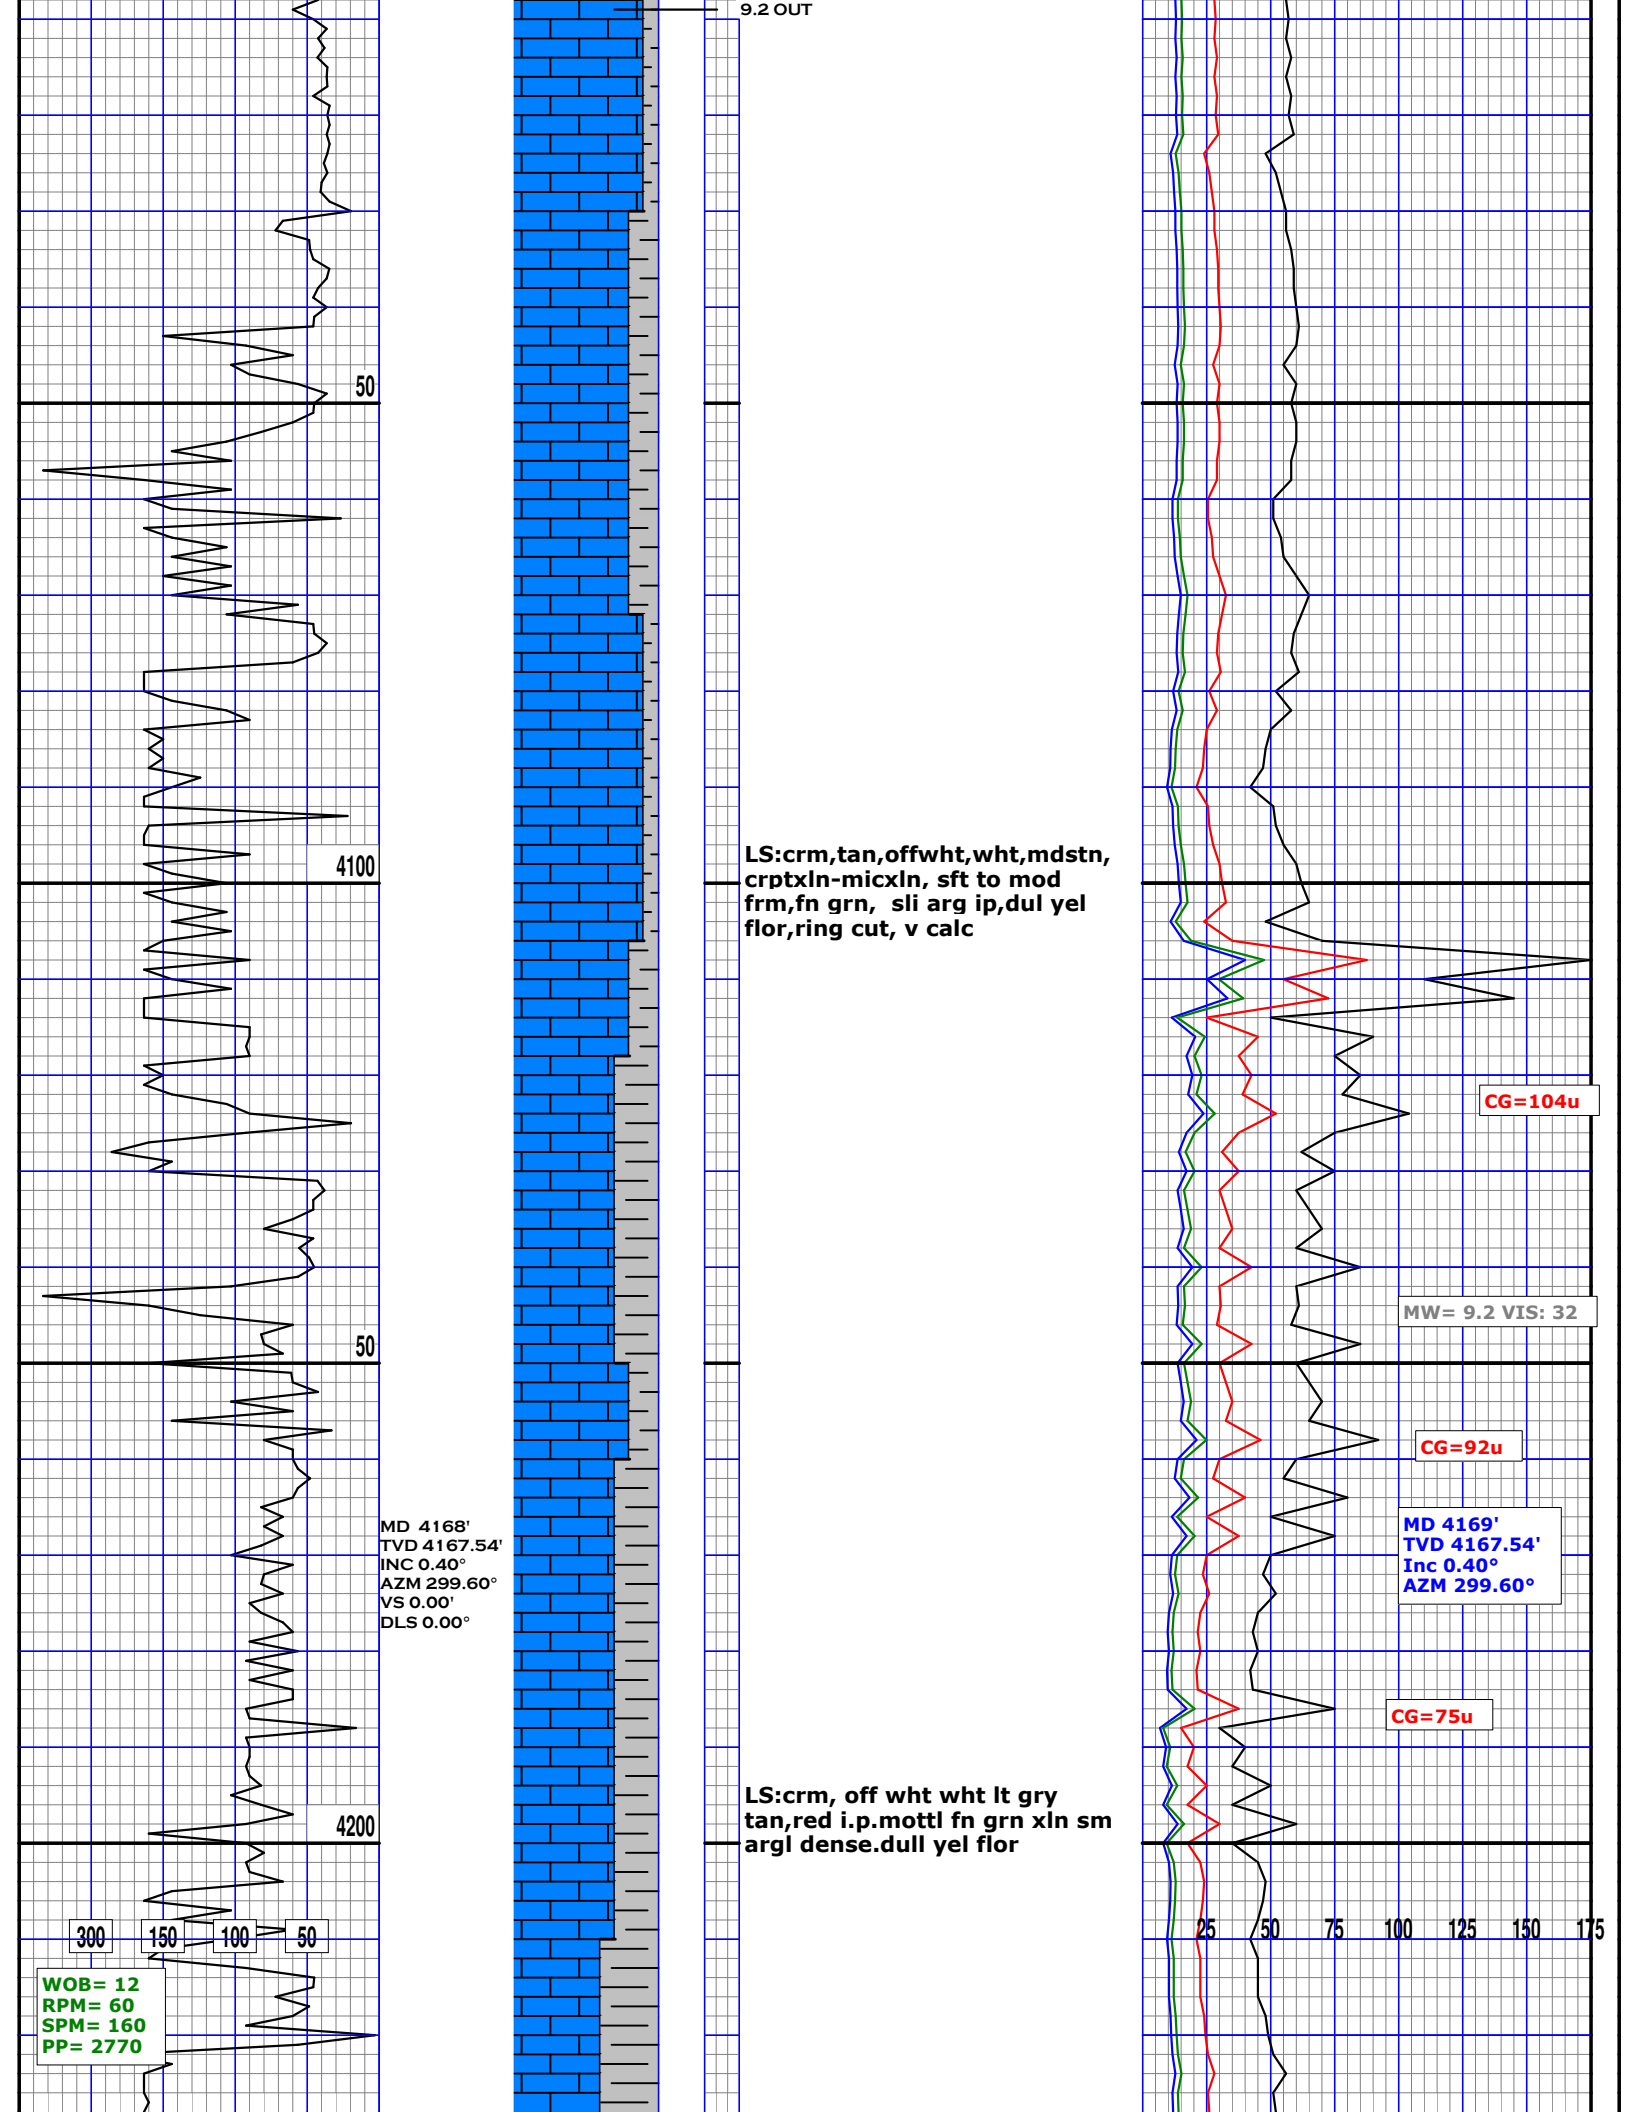 9.2 OUT
50
4100
LS:crm,tan,offwht,wht,mdstn,
crptxln-micxln, sft to mod
frm,fn grn, sli arg ip,dul yel
flor,ring cut, v calc
CG=104u
MW= 9.2 VIS: 32
50
CG=92u
MD 4168'
TVD 4167.54'
INC 0.40°
AZM 299.60°
VS 0.00'
DLS 0.00°
MD 4169'
TVD 4167.54'
Inc 0.40°
AZM 299.60°
CG=75u
LS:crm, off wht wht lt gry
tan,red i.p.mottl fn grn xln sm
argl dense.dull yel flor
4200
300 150 100 50
25 50 75 100 125 150 175
WOB= 12
RPM= 60
SPM= 160
PP= 2770